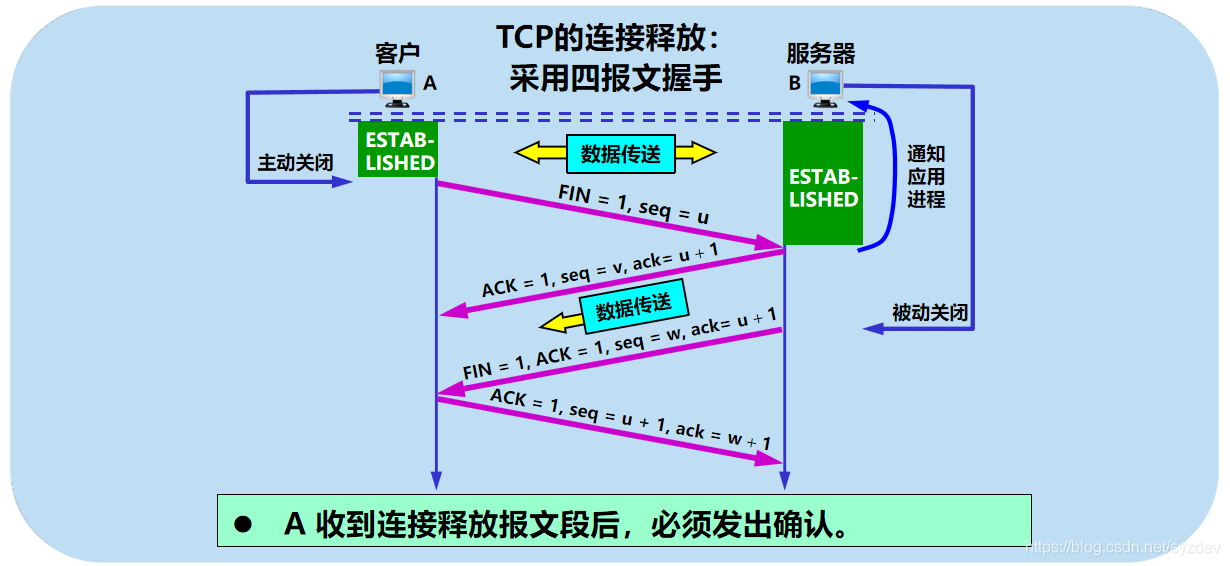 TCP的连接释放：
采用四报文握手
客户
A
服务器
B
ESTAB-
LISHED
主动关闭
数据传送
ESTAB-
LISHED
通知
应用
进程
FIN = 1, seq = u
ACK = 1, seq = v, ack= u + 1
数据传送
被动关闭
FIN = 1, ACK = 1, seq = w, ack= u + 1
ACK = 1, seq = u + 1, ack = w + 1
● A 收到连接释放报文段后，必须发出确认。
https://blog.csdn.net/syzdev